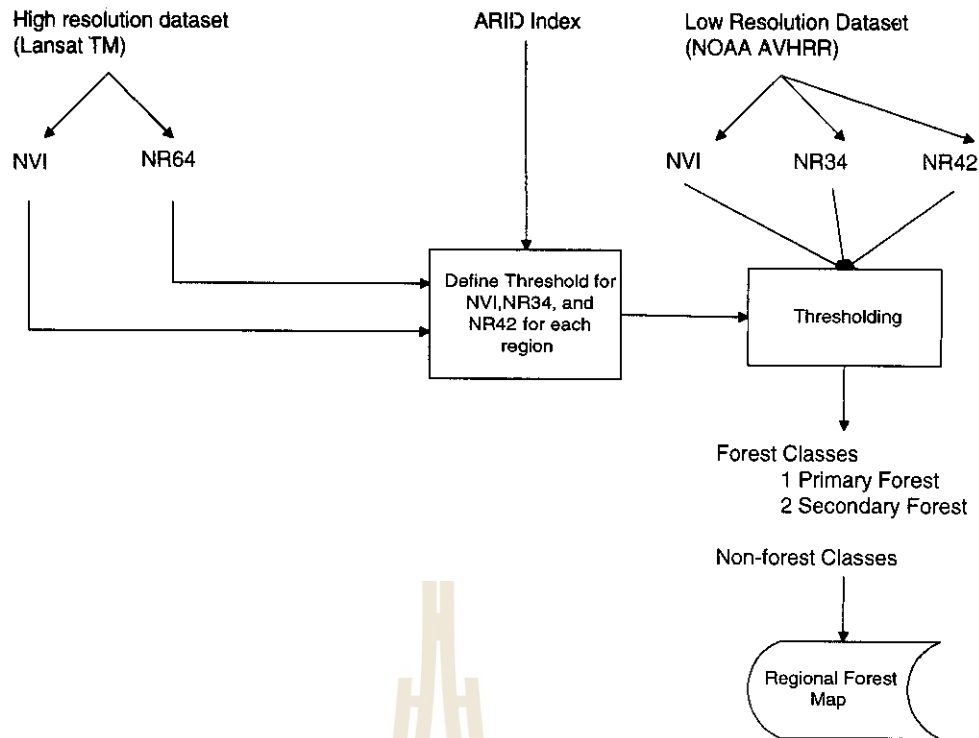 High resolution dataset
(Lansat TM)
ARID Index
Low Resolution Dataset
(NOAA AVHRR)
NVI
NR64
NVI
NR34
NR42
Define Threshold for
NVI,NR34, and
NR42 for each
region
Thresholding
Forest Classes
1 Primary Forest
2 Secondary Forest
Non-forest Classes
Regional Forest
Map